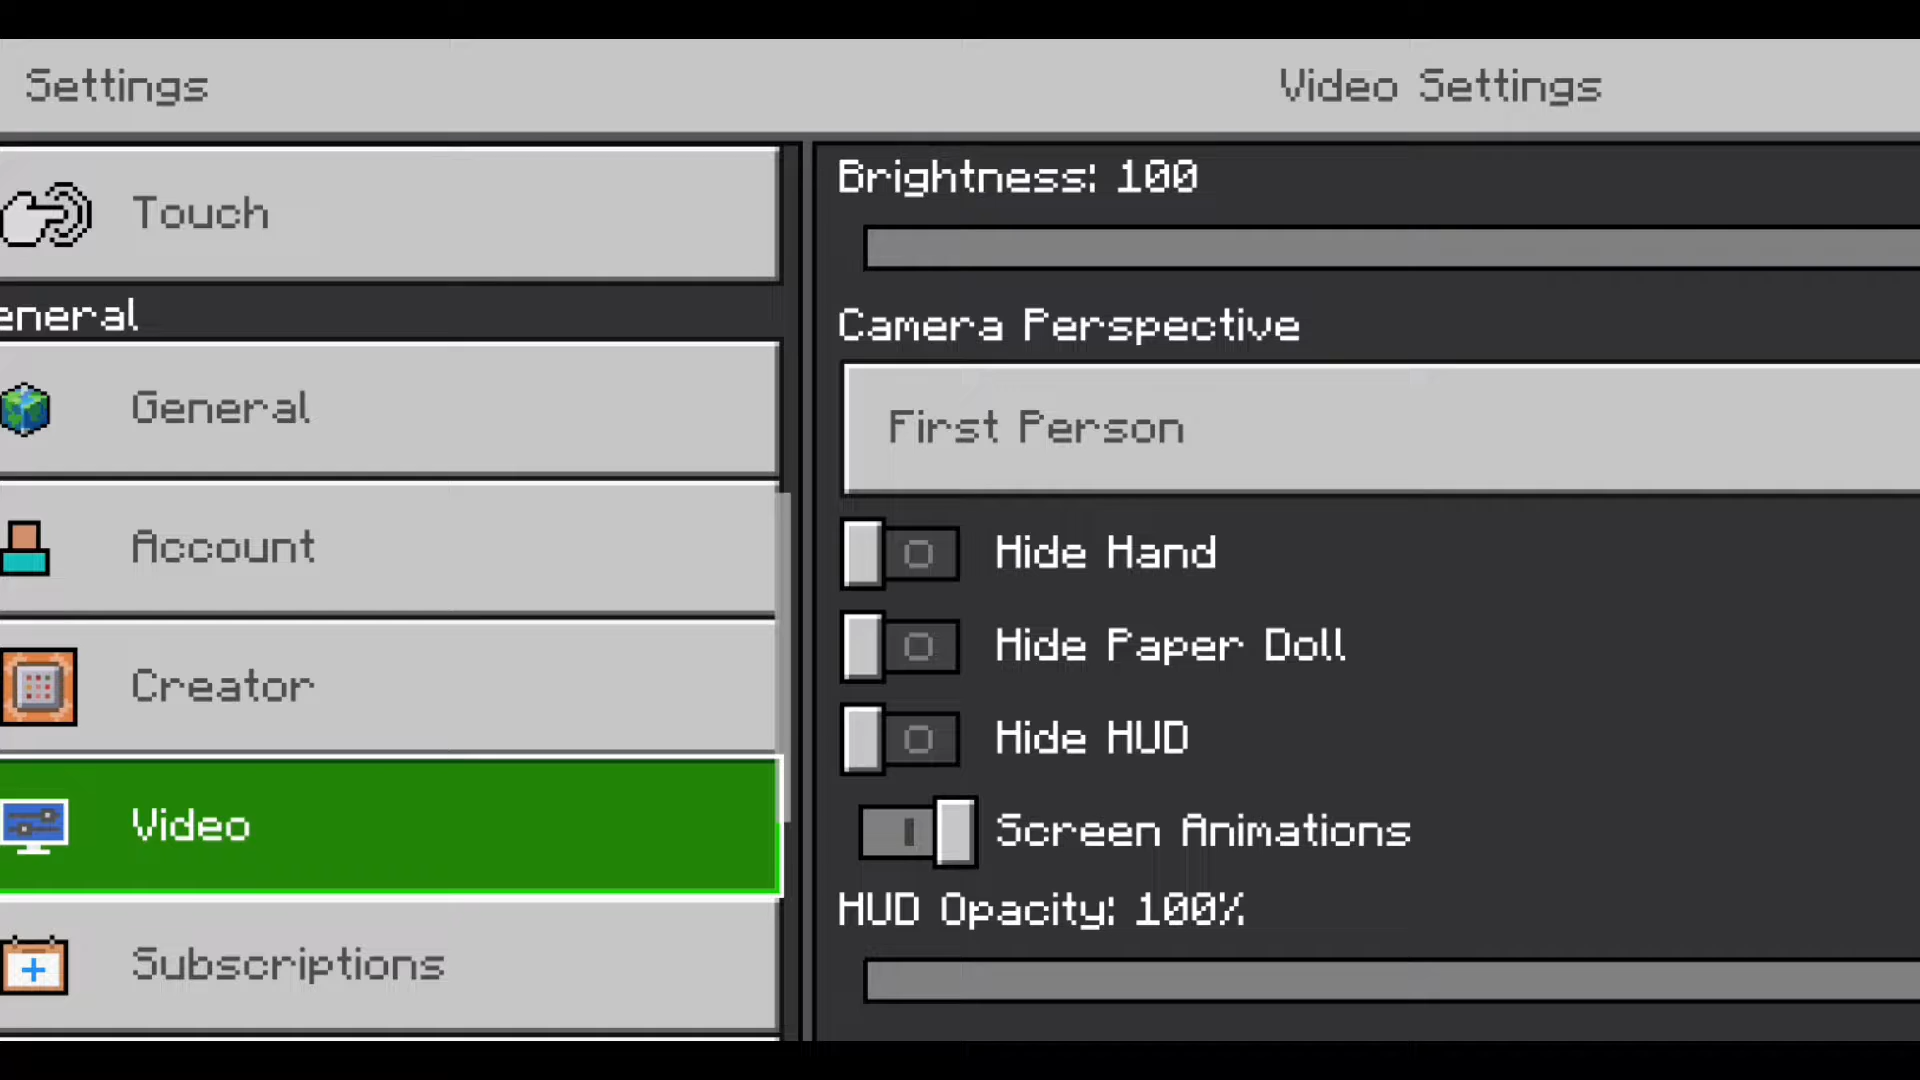 Settings
Video Settings
Touch
eneral
General
Account
Creator
Video
Subscriptions
Brightness: 100
Camera Perspective
First Person
Hide Hand
Hide Paper Doll
Hide HUD
Screen Animations
HUD Opacity: 100%